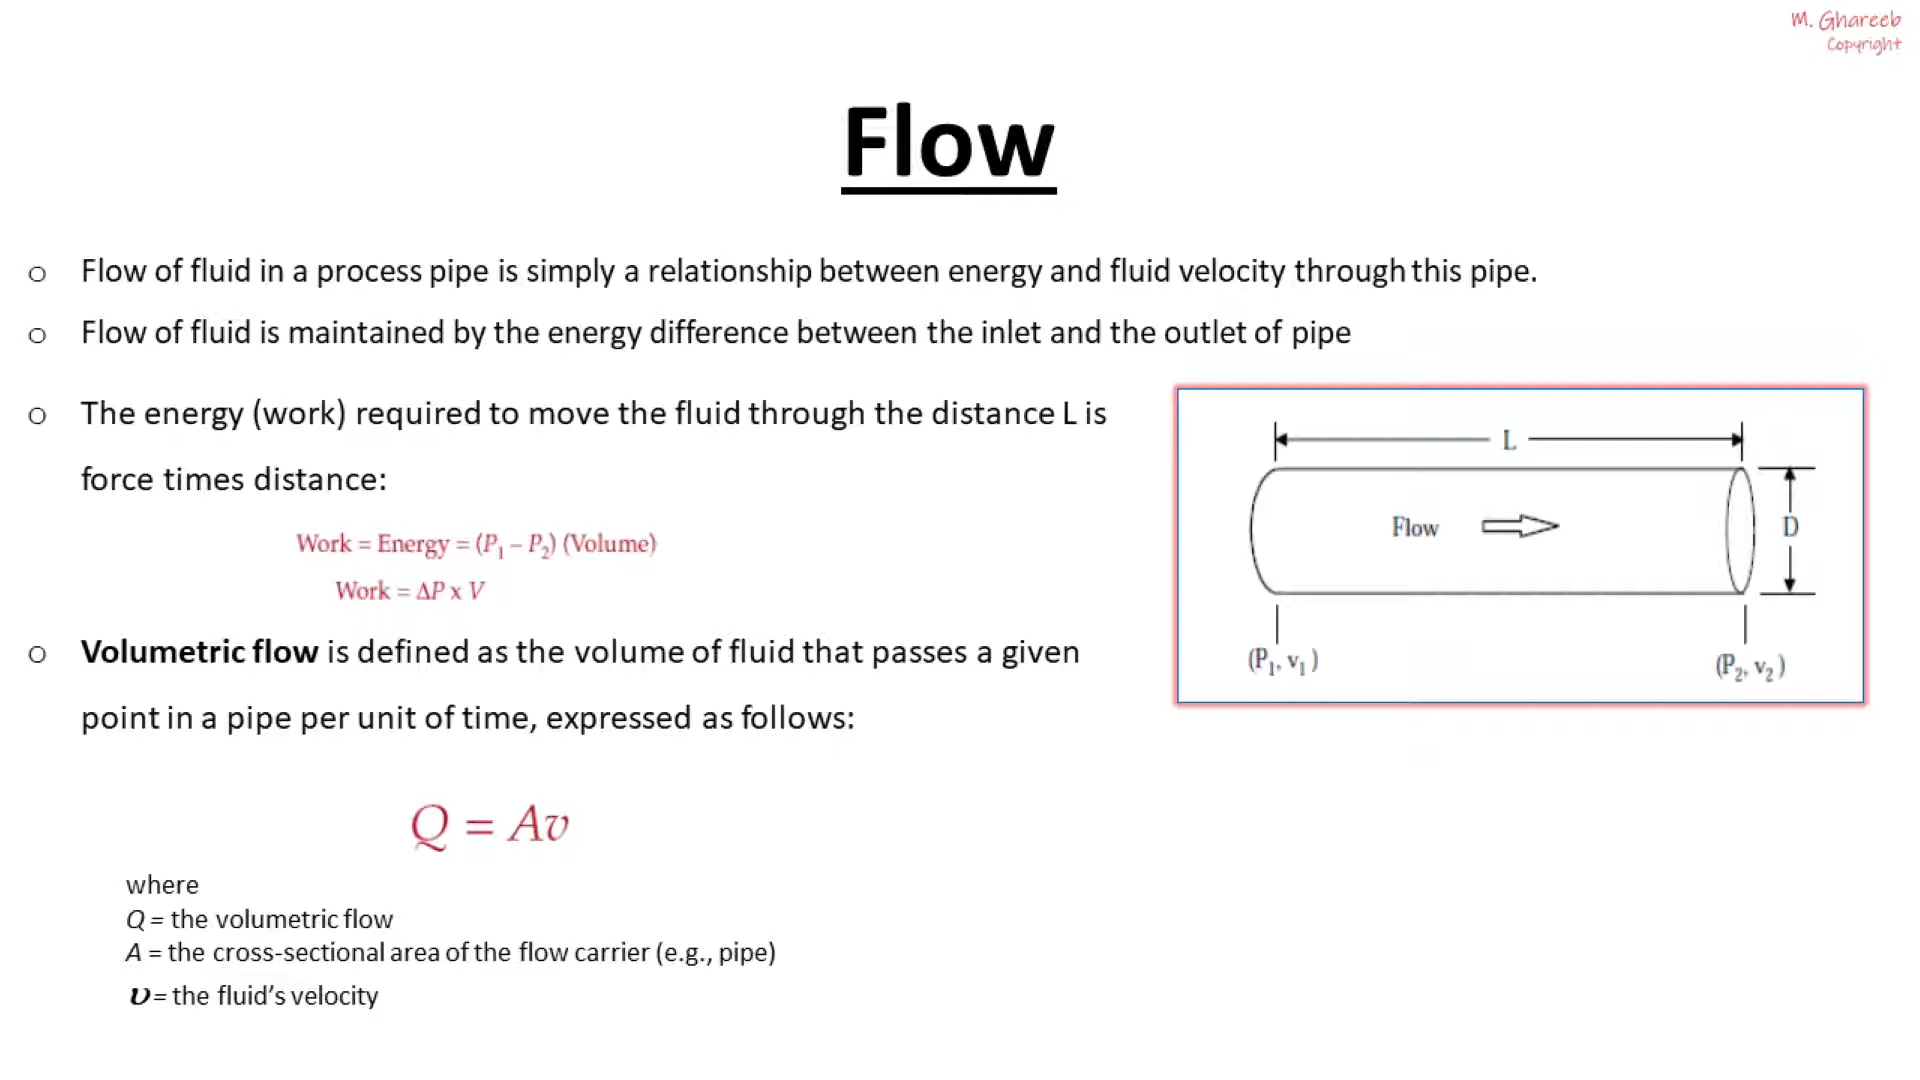 M. Ghareeb
Copyright
Flow
o Flow of fluid in a process pipe is simply a relationship between energy and fluid velocity through this pipe.
o Flow of fluid is maintained by the energy difference between the inlet and the outlet of pipe
o The energy (work) required to move the fluid through the distance L is
force times distance:
Work = Energy = (P₁ – P₂) (Volume)
Work = ΔP x V
o Volumetric flow is defined as the volume of fluid that passes a given
point in a pipe per unit of time, expressed as follows:
Q = Av
where
Q = the volumetric flow
A = the cross-sectional area of the flow carrier (e.g., pipe)
υ = the fluid’s velocity
L
Flow
D
(P₁, v₁)
(P₂, v₂)